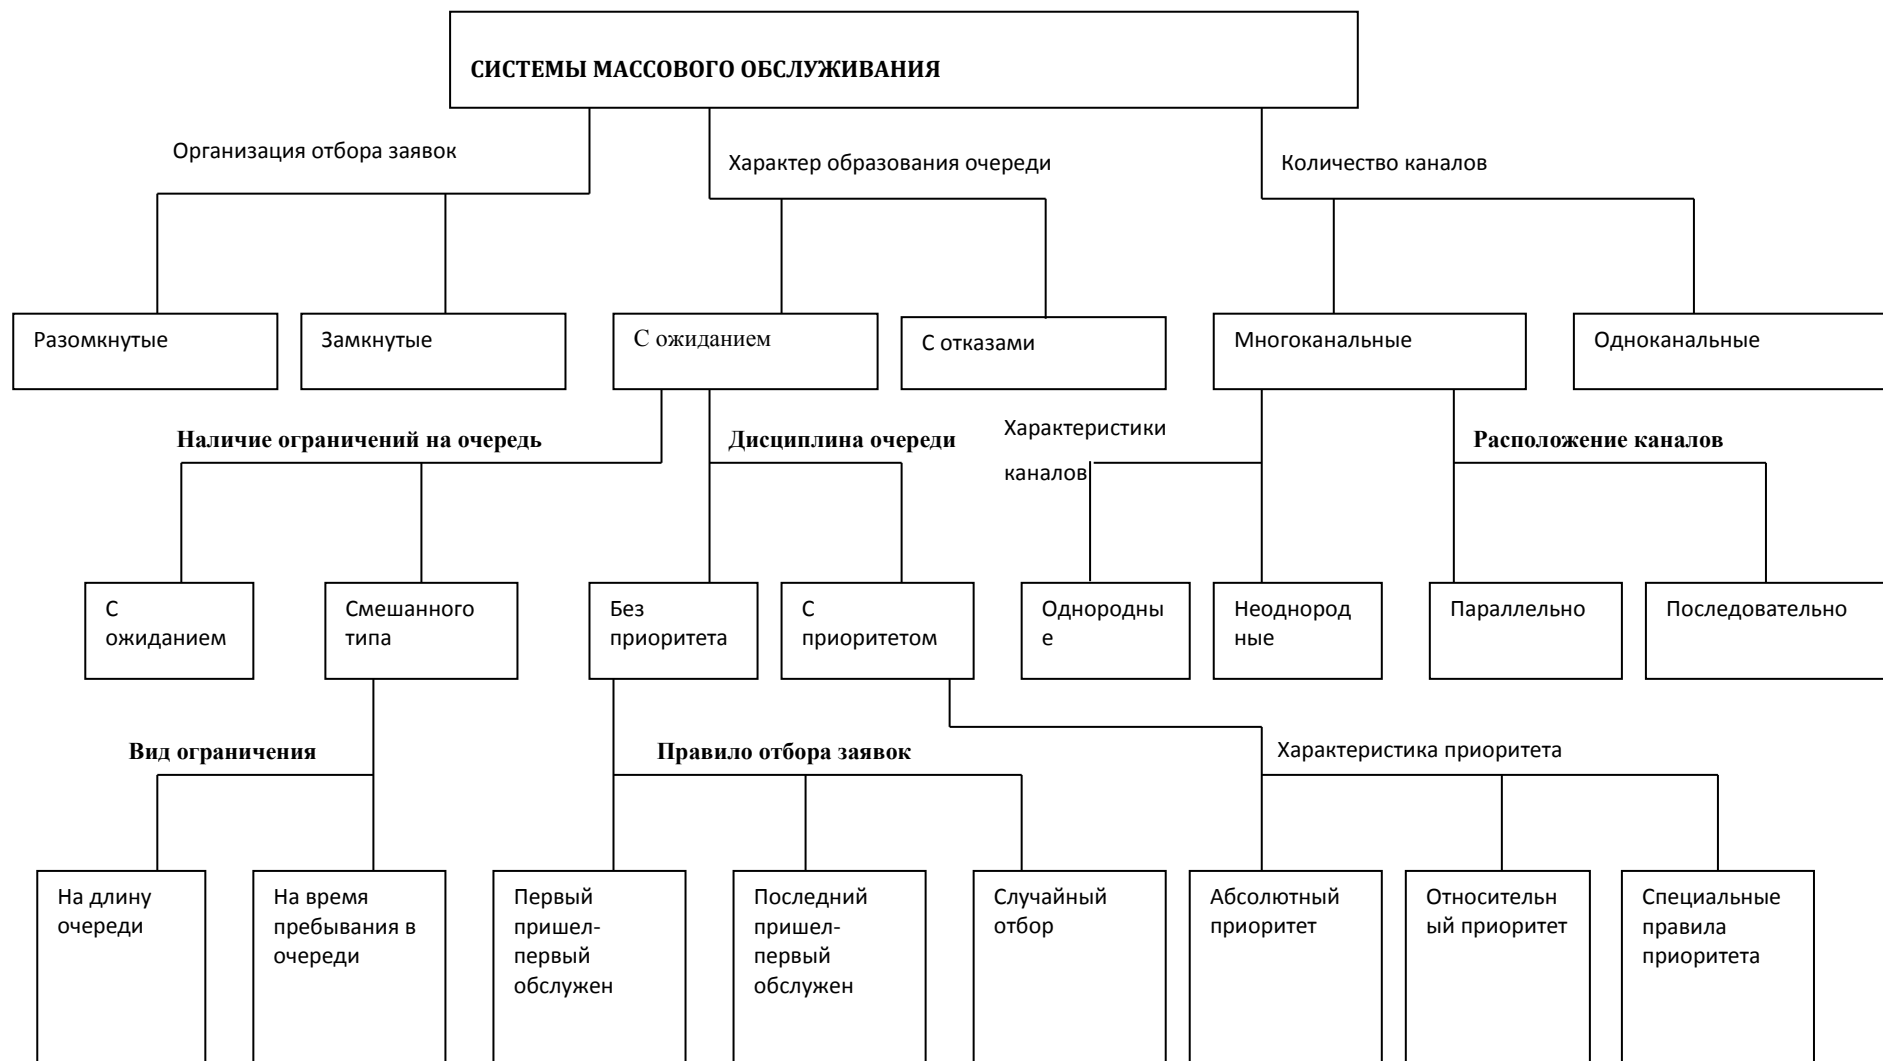 СИСТЕМЫ МАССОВОГО ОБСЛУЖИВАНИЯ
Организация отбора заявок
Характер образования очереди
Количество каналов
Разомкнутые
Замкнутые
С ожиданием
С отказами
Многоканальные
Одноканальные
Наличие ограничений на очередь
Дисциплина очереди
Характеристики
каналов
Расположение каналов
С
ожиданием
Смешанного
типа
Без
приоритета
С
приоритетом
Однородны
е
Неоднород
ные
Параллельно
Последовательно
Вид ограничения
Правило отбора заявок
Характеристика приоритета
На длину
очереди
На время
пребывания в
очереди
Первый
пришел-
первый
обслужен
Последний
пришел-
первый
обслужен
Случайный
отбор
Абсолютный
приоритет
Относительн
ый приоритет
Специальные
правила
приоритета